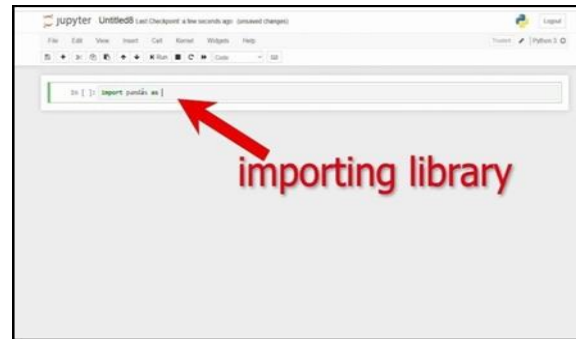 jupyter Untitled8 Last Checkpoint: a few seconds ago (unsaved changes)
Logout
File Edit View Insert Cell Kernel Widgets Help
Trusted Python 3
Run Code
In [ ]: import pandas as
importing library